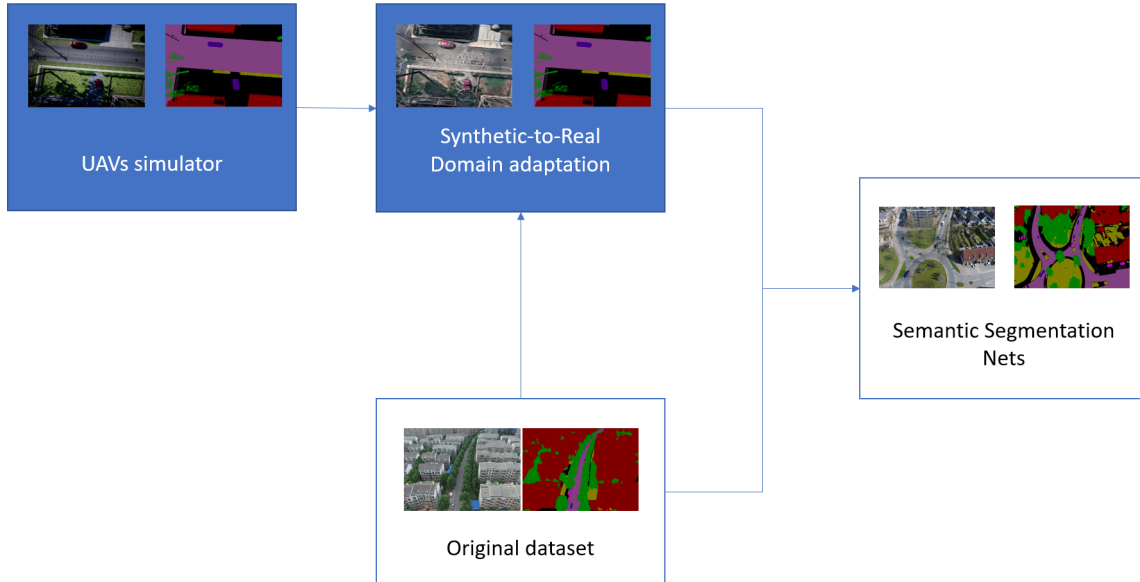 UAVs simulator
Synthetic-to-Real
Domain adaptation
Semantic Segmentation
Nets
Original dataset